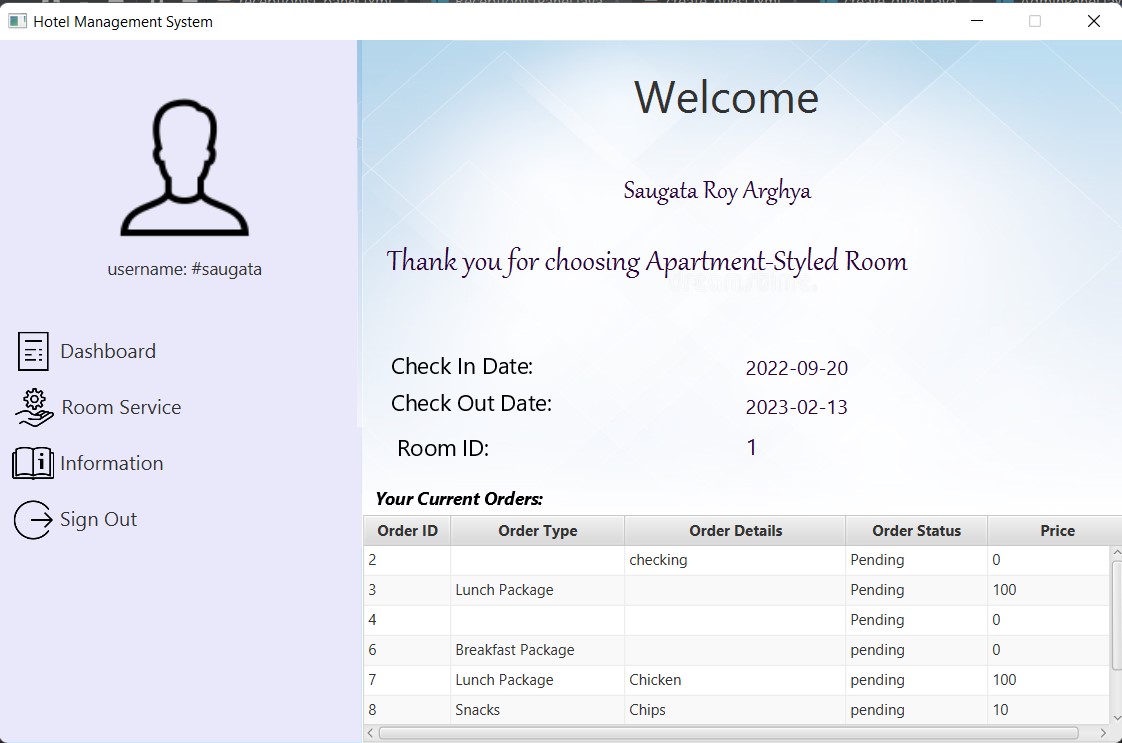 Hotel Management System
username: #saugata
Dashboard
Room Service
Information
Sign Out
Welcome
Saugata Roy Arghya
Thank you for choosing Apartment-Styled Room
Check In Date: 2022-09-20
Check Out Date: 2023-02-13
Room ID: 1
Your Current Orders:
Order ID Order Type Order Details Order Status Price
2 checking Pending 0
3 Lunch Package Pending 100
4 Pending 0
6 Breakfast Package pending 0
7 Lunch Package Chicken pending 100
8 Snacks Chips pending 10